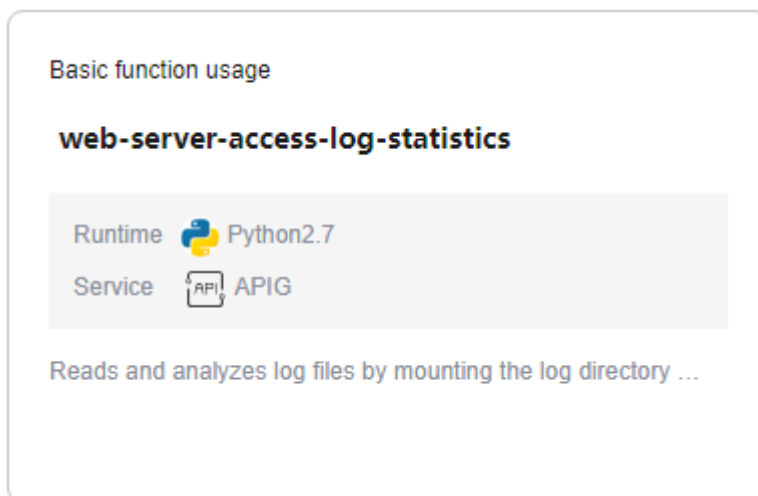 Basic function usage
web-server-access-log-statistics
Runtime Python2.7
Service API APIG
Reads and analyzes log files by mounting the log directory ...